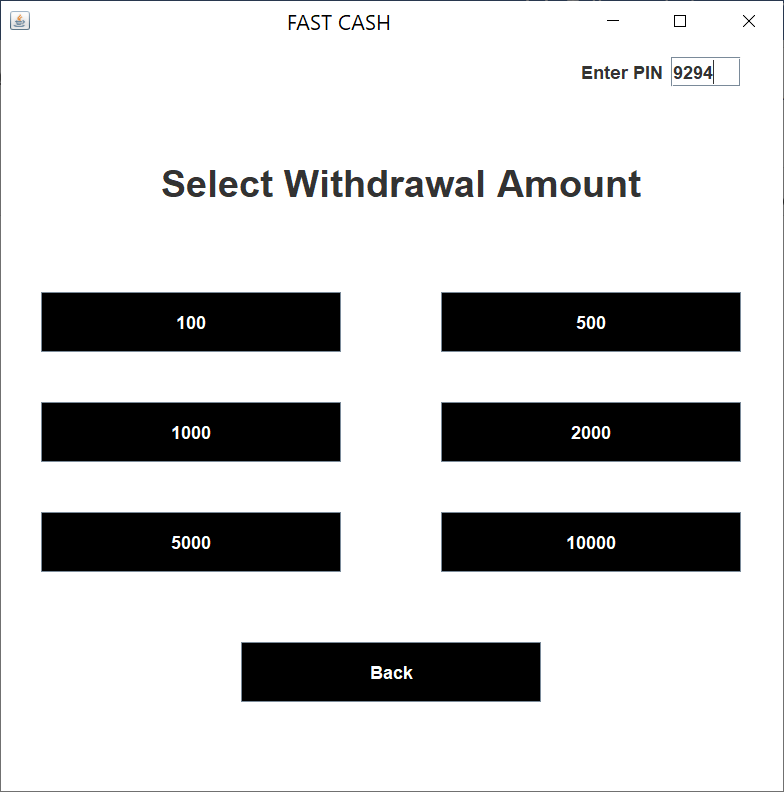 FAST CASH
Enter PIN 9294
Select Withdrawal Amount
100 500
1000 2000
5000 10000
Back